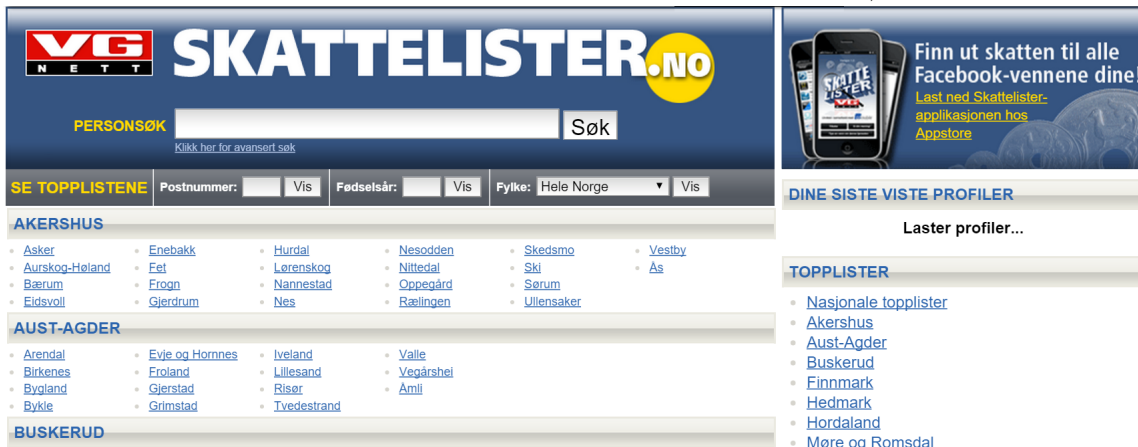 VG
NETT
SKATTELISTER.NO
PERSONSØK
Søk
Klikk her for avansert søk
SE TOPPLISTENE Postnummer: Vis Fødselsår: Vis Fylke: Hele Norge Vis
AKERSHUS
Asker Enebakk Hurdal Nesodden Skedsmo Vestby
Aurskog-Høland Fet Lørenskog Nittedal Ski Ås
Bærum Frogn Nannestad Oppegård Sørum
Eidsvoll Gjerdrum Nes Rælingen Ullensaker
AUST-AGDER
Arendal Evje og Hornnes Iveland Valle
Birkenes Froland Lillesand Vegårshei
Bygland Gjerstad Risør Åmli
Bykle Grimstad Tvedestrand
BUSKERUD
SKATTE
LISTER
VG
Finn ut skatten til alle
Facebook-vennene dine!
Last ned Skattelister-
applikasjonen hos
Appstore
DINE SISTE VISTE PROFILER
Laster profiler...
TOPPLISTER
Nasjonale topplister
Akershus
Aust-Agder
Buskerud
Finnmark
Hedmark
Hordaland
Møre og Romsdal